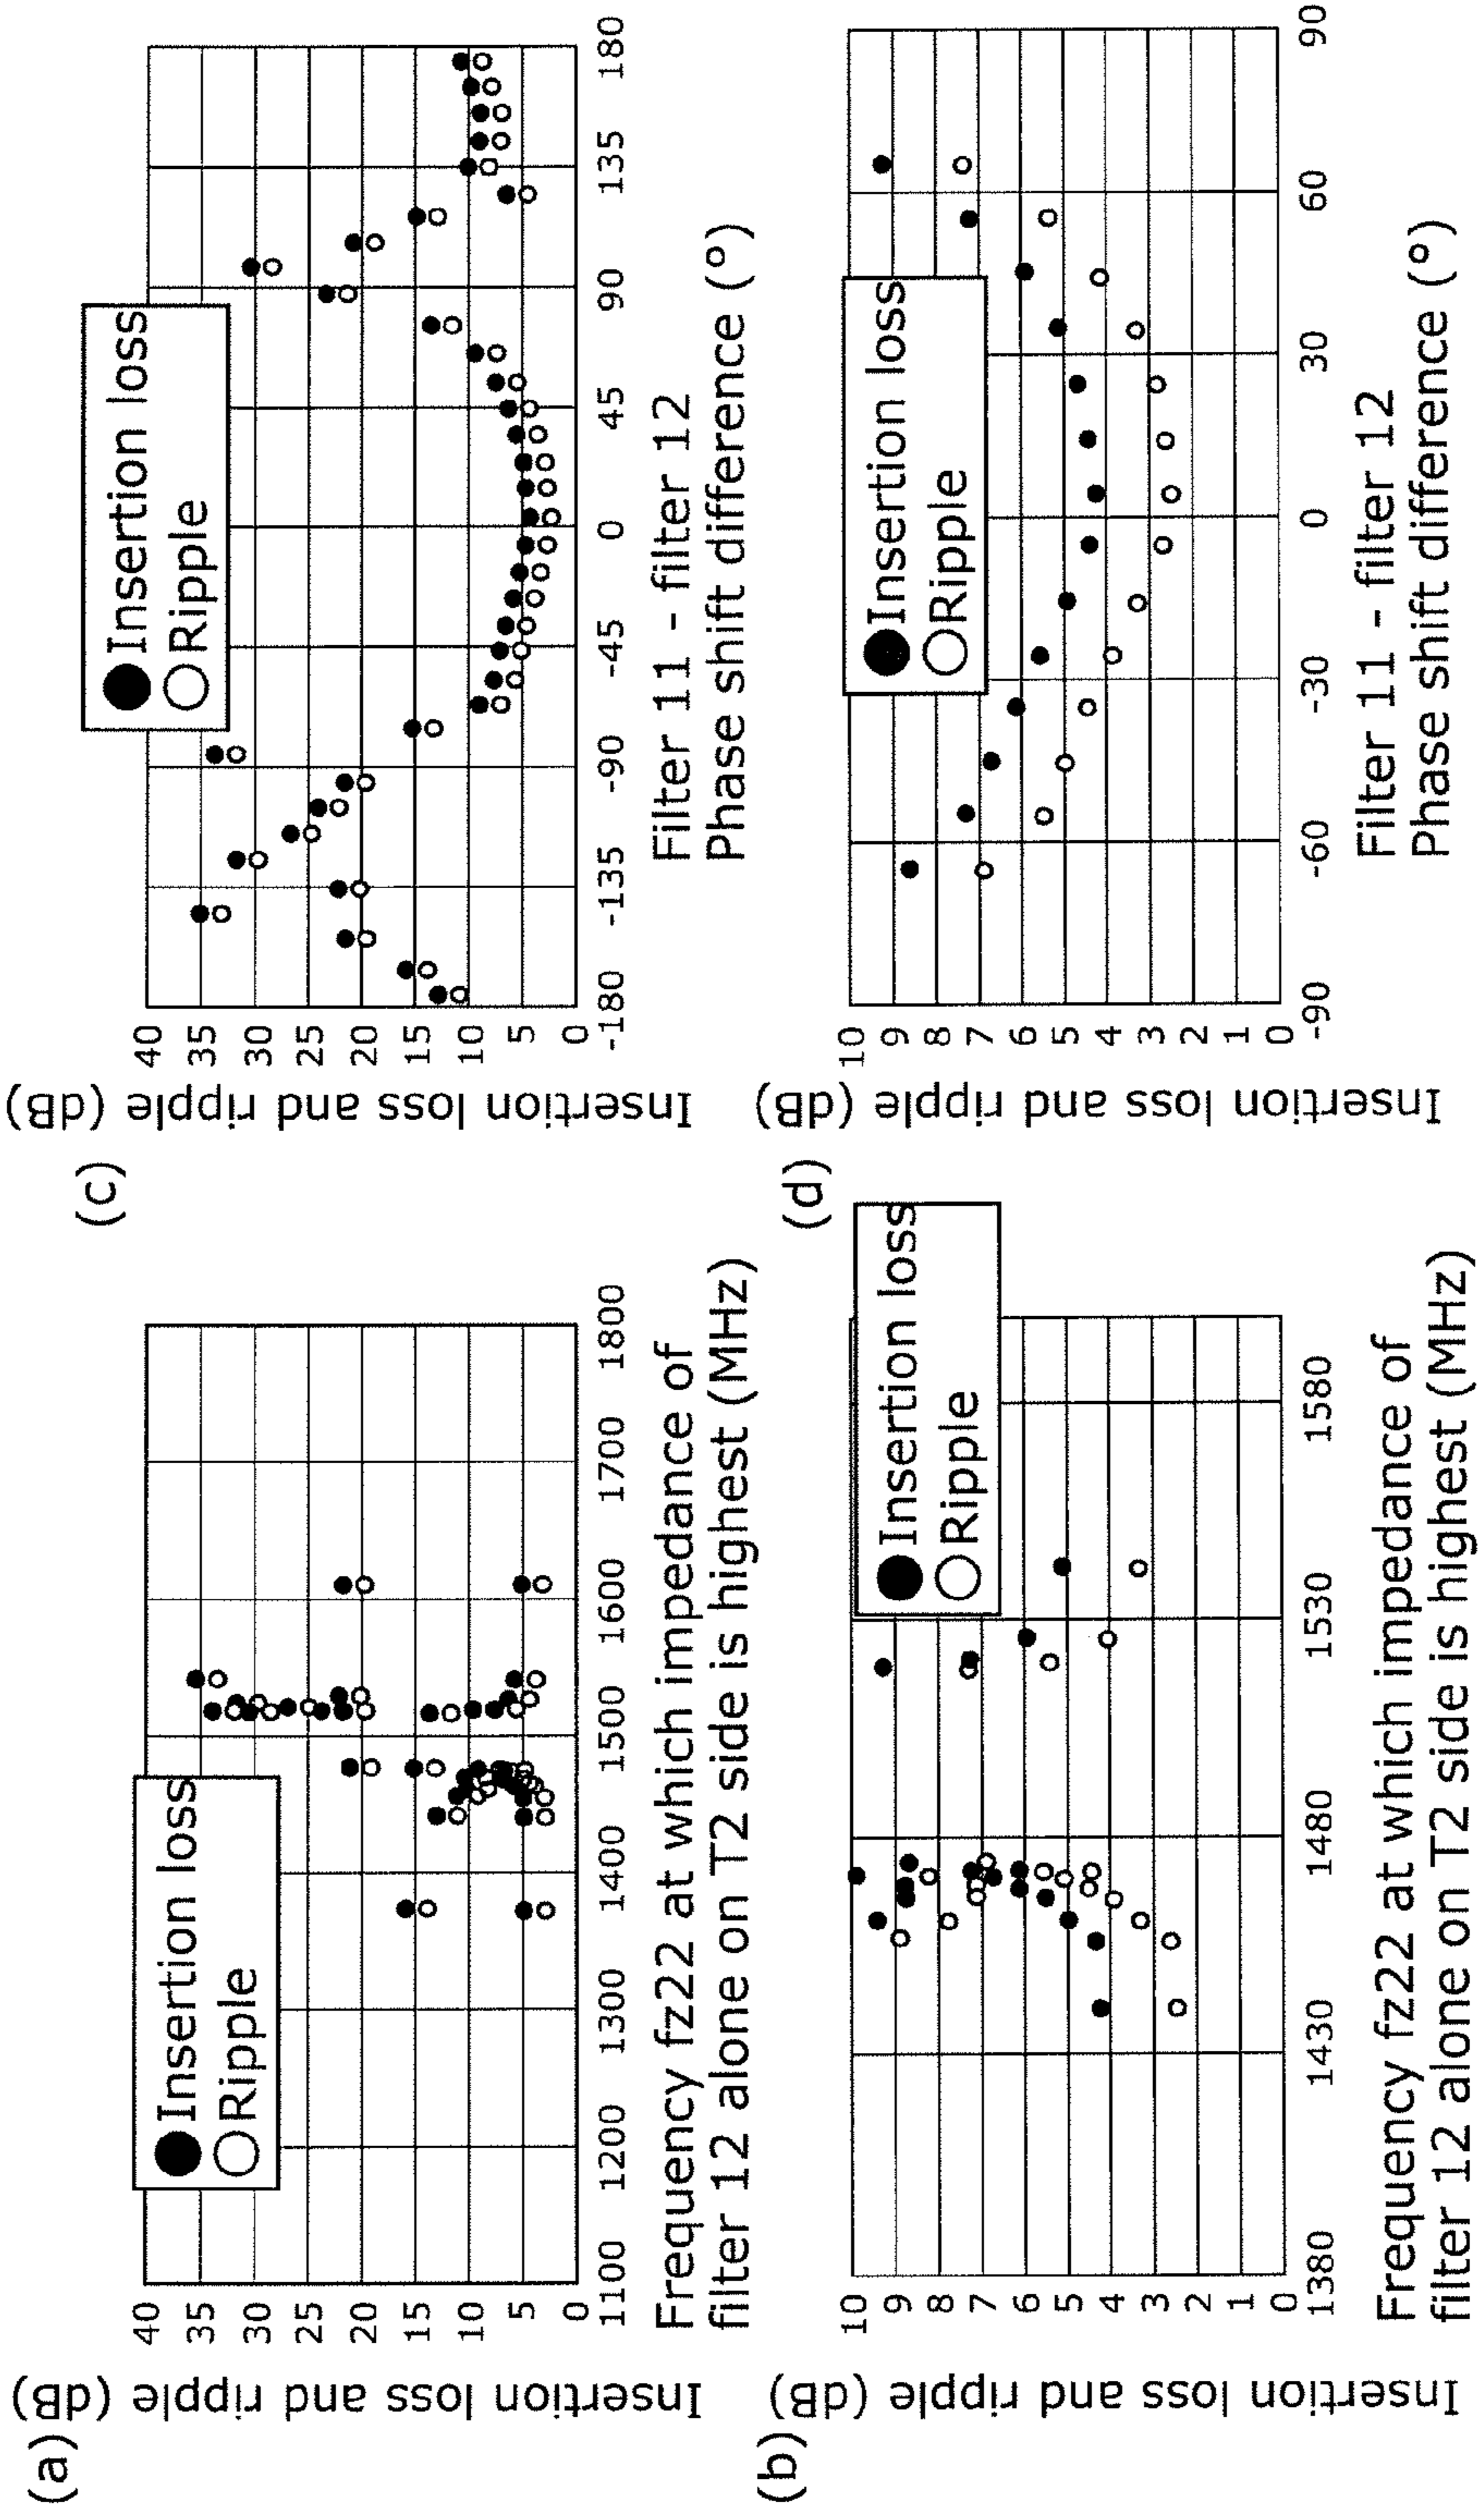 (a)
Insertion loss and ripple (dB)
40
35
30
25
20
15
10
5
0
1100
1200
1300
1400
1500
1600
1700
1800
Insertion loss
Ripple
Frequency fz22 at which impedance of
filter 12 alone on T2 side is highest (MHz)
(b)
Insertion loss and ripple (dB)
10
9
8
7
6
5
4
3
2
1
0
1380
1430
1480
1530
1580
Insertion loss
Ripple
Frequency fz22 at which impedance of
filter 12 alone on T2 side is highest (MHz)
(c)
Insertion loss and ripple (dB)
40
35
30
25
20
15
10
5
0
-180
-135
-90
-45
0
45
90
135
180
Insertion loss
Ripple
Filter 11 - filter 12
Phase shift difference (°)
(d)
Insertion loss and ripple (dB)
10
9
8
7
6
5
4
3
2
1
0
-90
-60
-30
0
30
60
90
Insertion loss
Ripple
Filter 11 - filter 12
Phase shift difference (°)